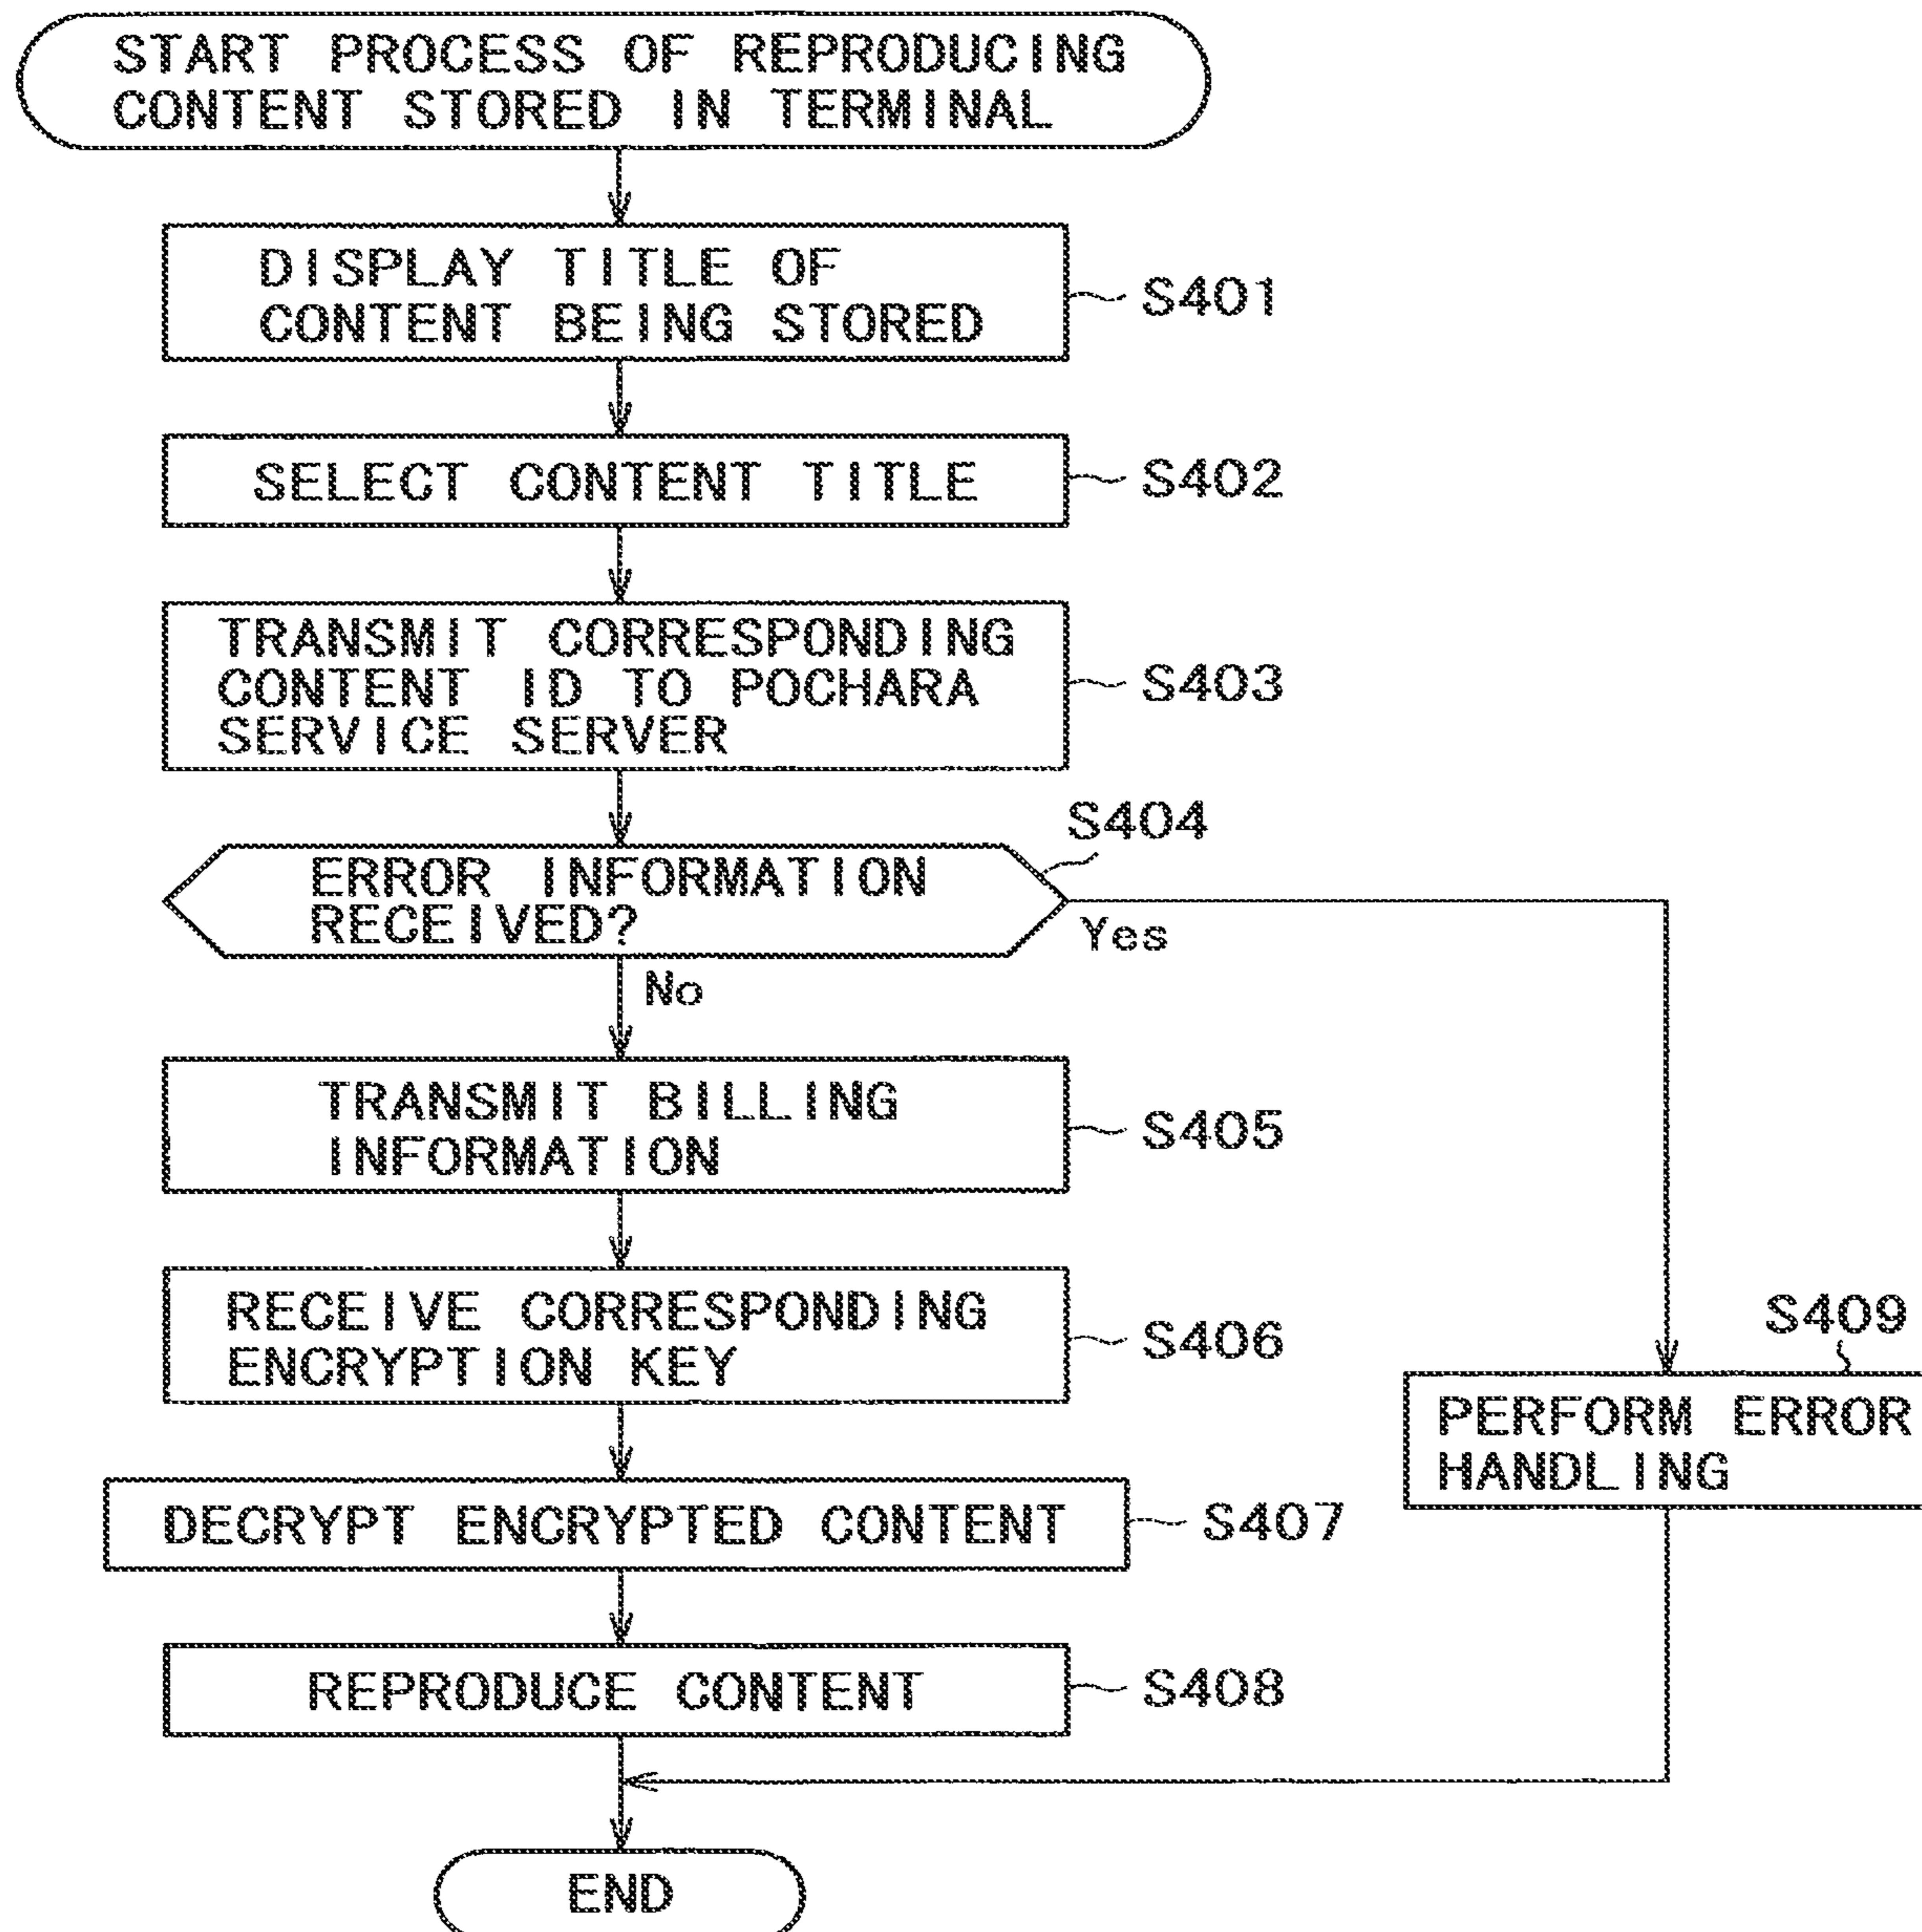 START PROCESS OF REPRODUCING
CONTENT STORED IN TERMINAL
DISPLAY TITLE OF
CONTENT BEING STORED
S401
SELECT CONTENT TITLE
S402
TRANSMIT CORRESPONDING
CONTENT ID TO POCHARA
SERVICE SERVER
S403
S404
ERROR INFORMATION
RECEIVED?
Yes
No
TRANSMIT BILLING
INFORMATION
S405
RECEIVE CORRESPONDING
ENCRYPTION KEY
S406
S409
PERFORM ERROR
HANDLING
DECRYPT ENCRYPTED CONTENT
S407
REPRODUCE CONTENT
S408
END